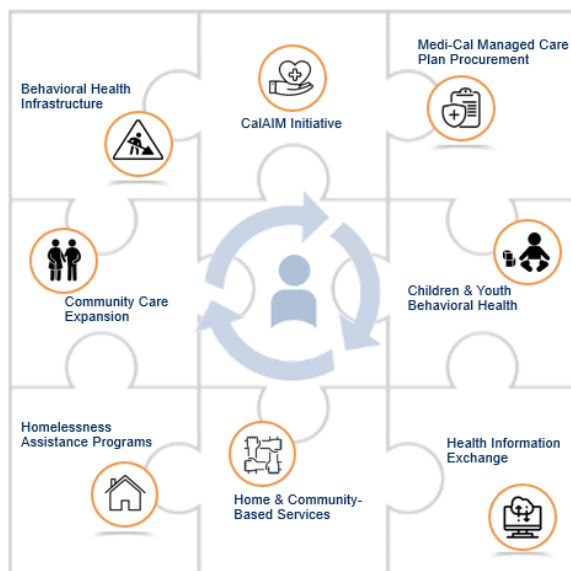 Medi-Cal Managed Care
Plan Procurement
Behavioral Health
Infrastructure
CalAIM Initiative
Community Care
Expansion
Children & Youth
Behavioral Health
Homelessness
Assistance Programs
Home & Community-
Based Services
Health Information
Exchange